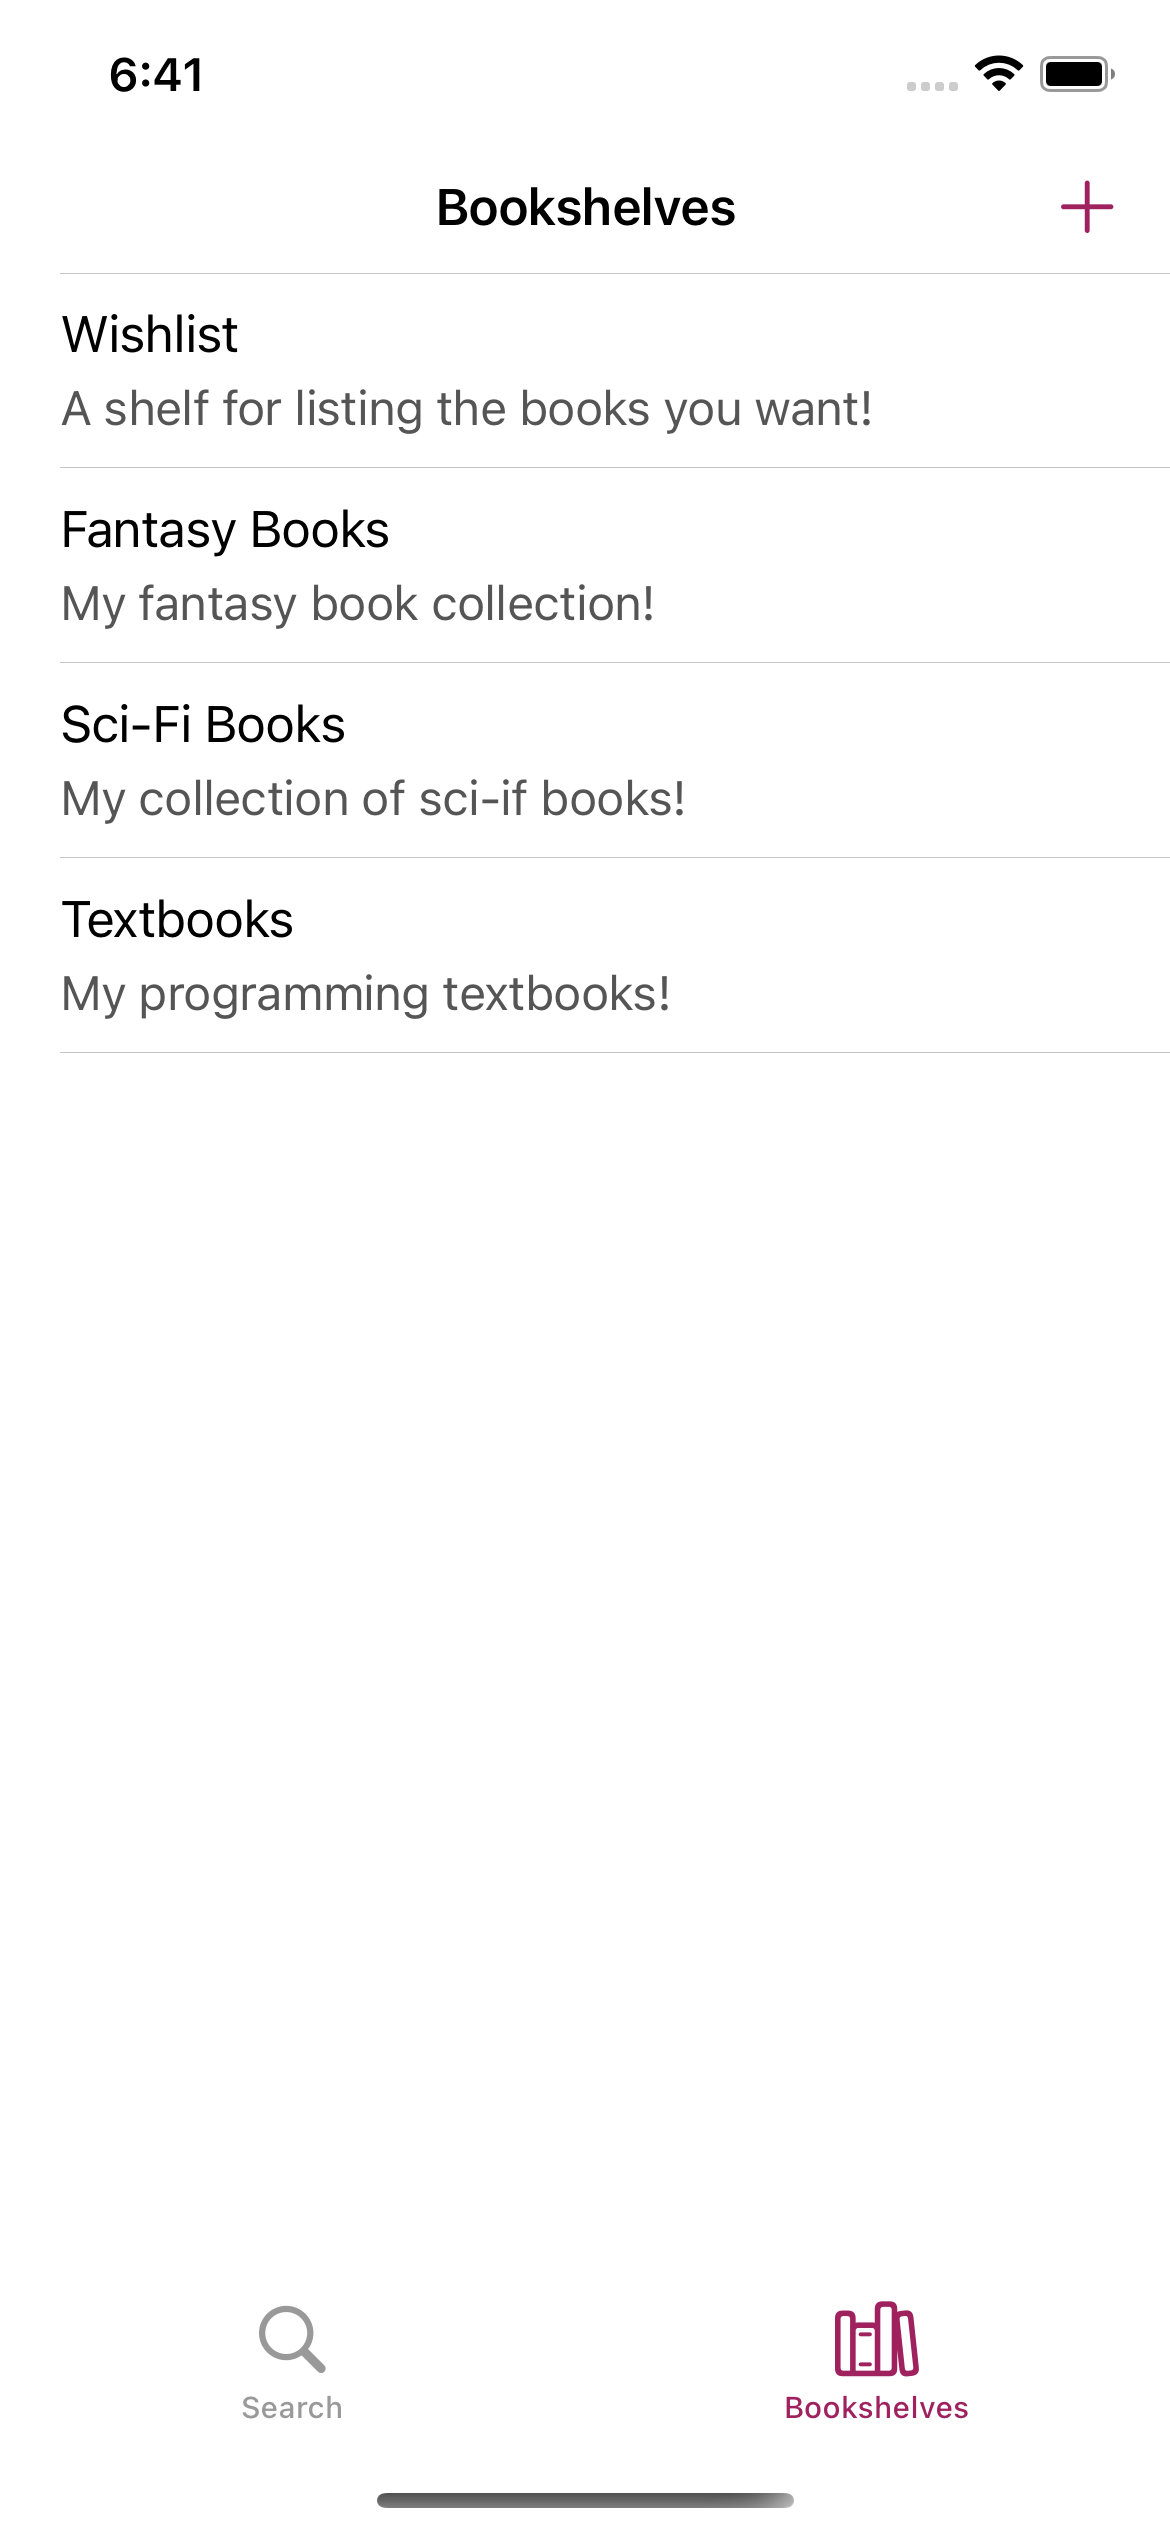 6:41
Bookshelves
Wishlist
A shelf for listing the books you want!
Fantasy Books
My fantasy book collection!
Sci-Fi Books
My collection of sci-if books!
Textbooks
My programming textbooks!
Search
Bookshelves